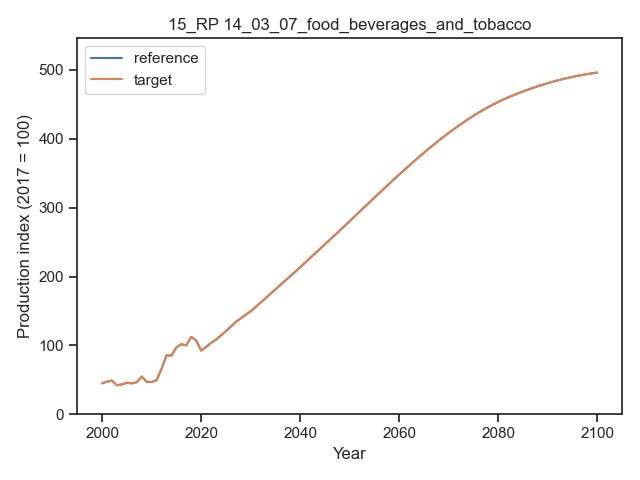 15_RP 14_03_07_food_beverages_and_tobacco
reference
target
Production index (2017 = 100)
500
400
300
200
100
0
2000 2020 2040 2060 2080 2100
Year